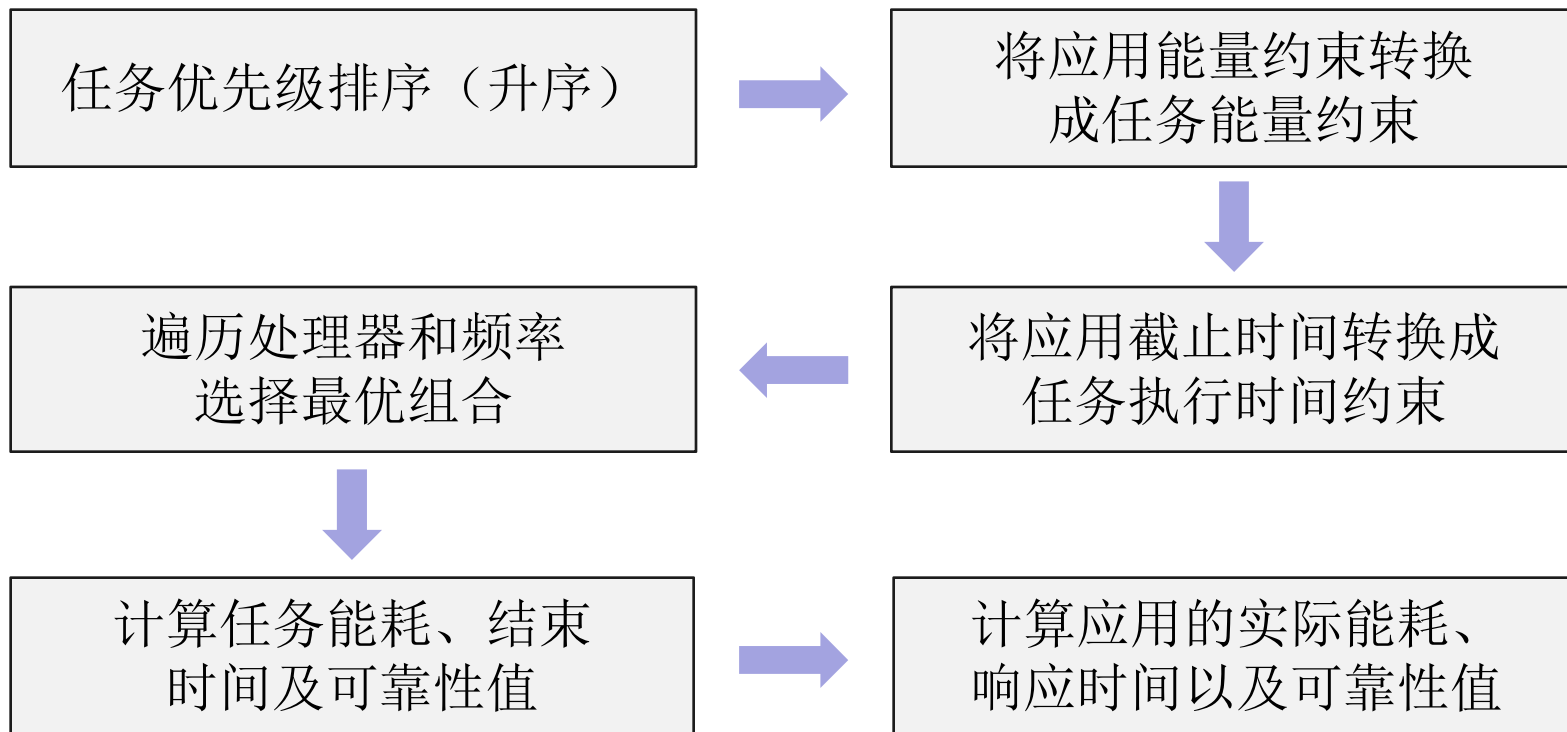 任务优先级排序（升序）
将应用能量约束转换
成任务能量约束
将应用截止时间转换成
任务执行时间约束
遍历处理器和频率
选择最优组合
计算任务能耗、结束
时间及可靠性值
计算应用的实际能耗、
响应时间以及可靠性值